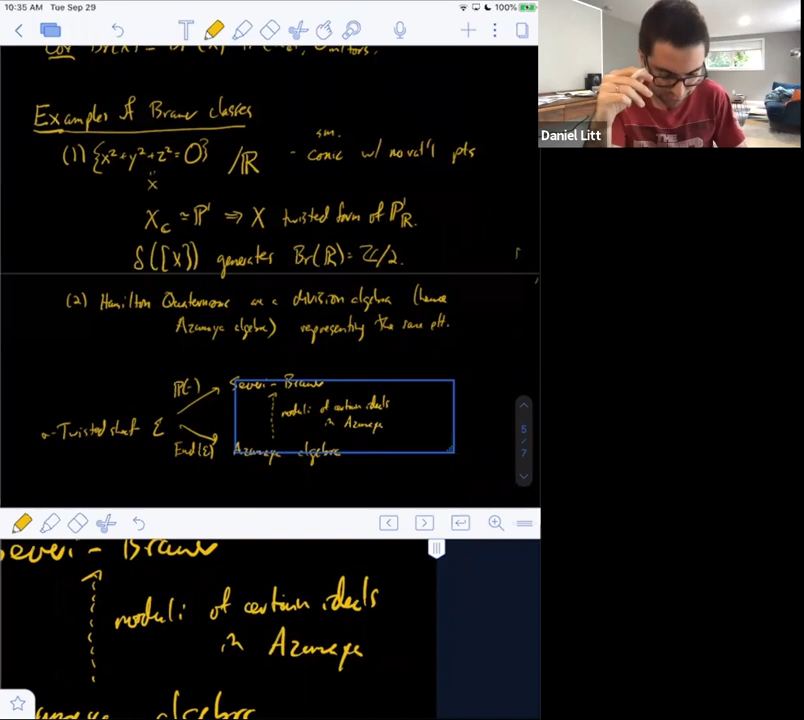 10:35 AM Tue Sep 29
100%
Daniel Litt
Examples of Brauer classes
(1) {x²+y²+z²=0} /ℝ - sm. conic w/ no rat'l pts
X
X_C ≃ ℙ¹ ⟹ X twisted form of ℙ¹_ℝ.
δ([X]) generates Br(ℝ) = ℤ/2.
(2) Hamilton Quaternions are a division algebra (hence
Azumaya algebra) representing the same pt.
ℙ(-) Severi-Brauer
moduli of certain ideals
α-Twisted sheaf ℰ in Azumaya
End(ℰ) Azumaya algebra
5
/
7
Severi-Brauer
moduli of certain ideals
in Azumaya
algebra